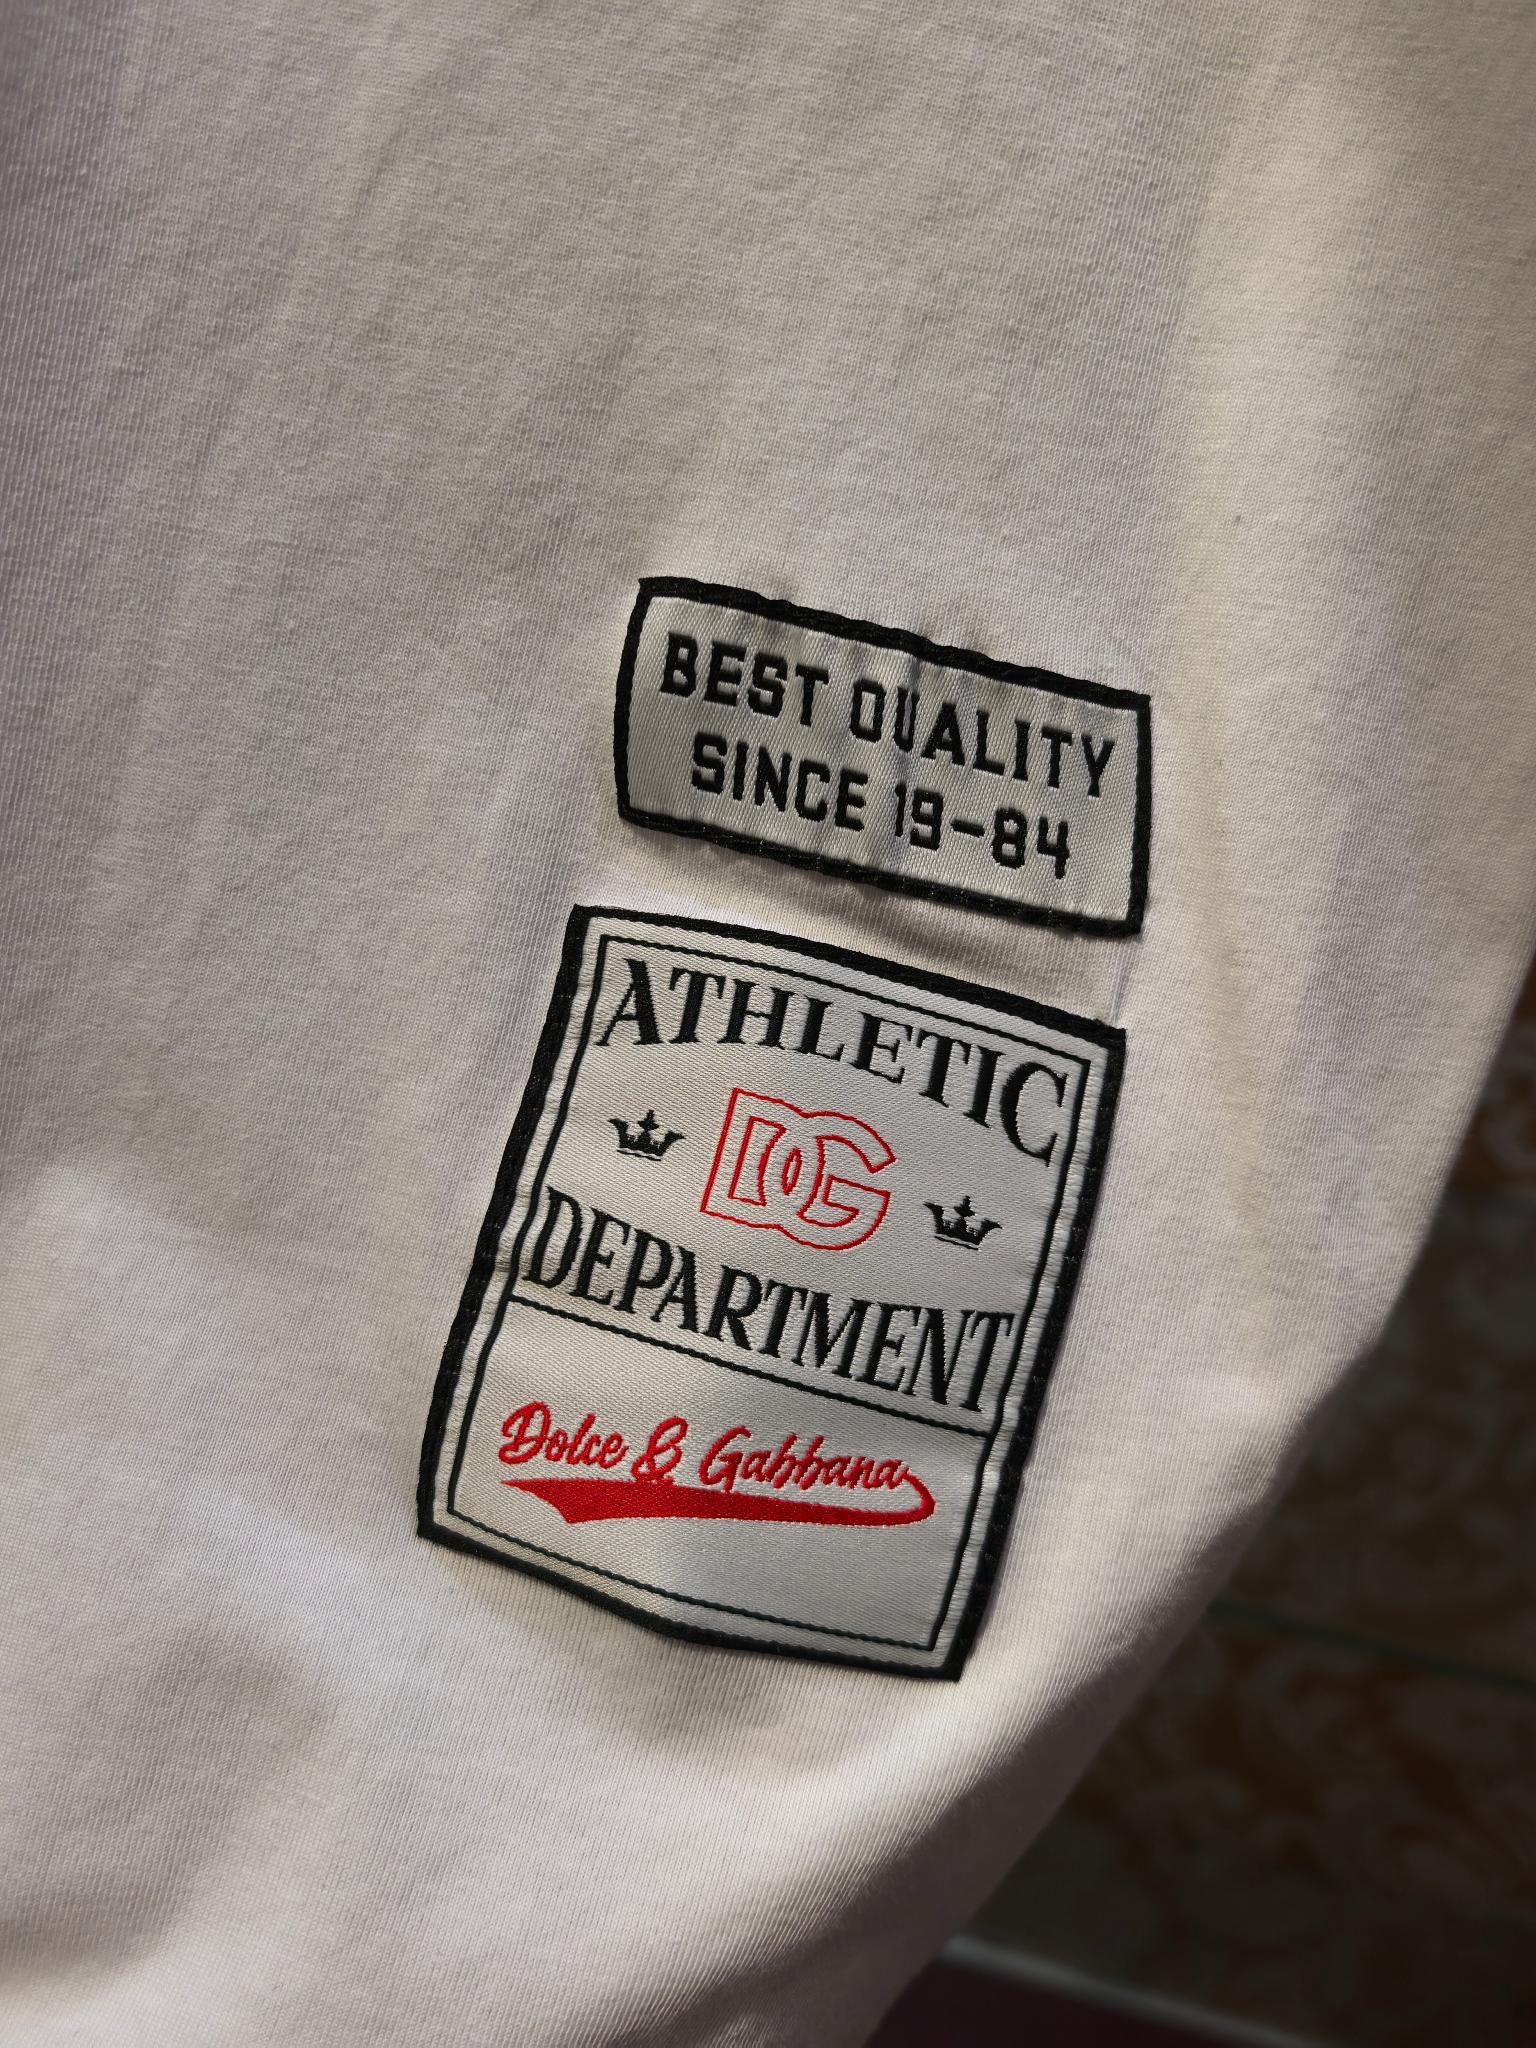 BEST QUALITY
SINCE 19-84
ATHLETIC
DG
DEPARTMENT
Dolce & Gabbana